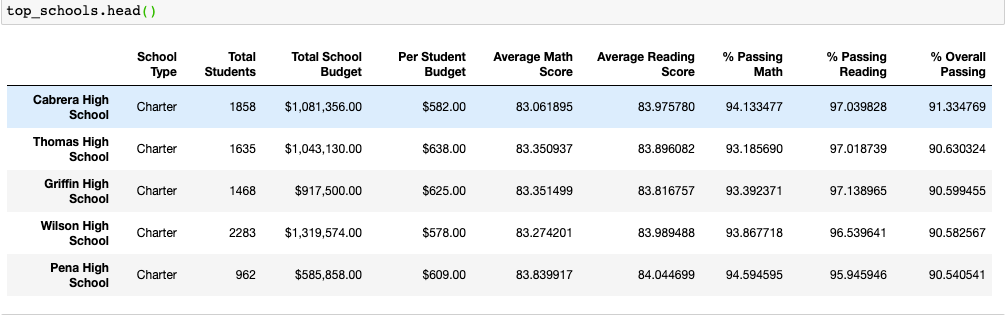 top_schools.head()
School Type Total Students Total School Budget Per Student Budget Average Math Score Average Reading Score % Passing Math % Passing Reading % Overall Passing
Cabrera High School Charter 1858 $1,081,356.00 $582.00 83.061895 83.975780 94.133477 97.039828 91.334769
Thomas High School Charter 1635 $1,043,130.00 $638.00 83.350937 83.896082 93.185690 97.018739 90.630324
Griffin High School Charter 1468 $917,500.00 $625.00 83.351499 83.816757 93.392371 97.138965 90.599455
Wilson High School Charter 2283 $1,319,574.00 $578.00 83.274201 83.989488 93.867718 96.539641 90.582567
Pena High School Charter 962 $585,858.00 $609.00 83.839917 84.044699 94.594595 95.945946 90.540541